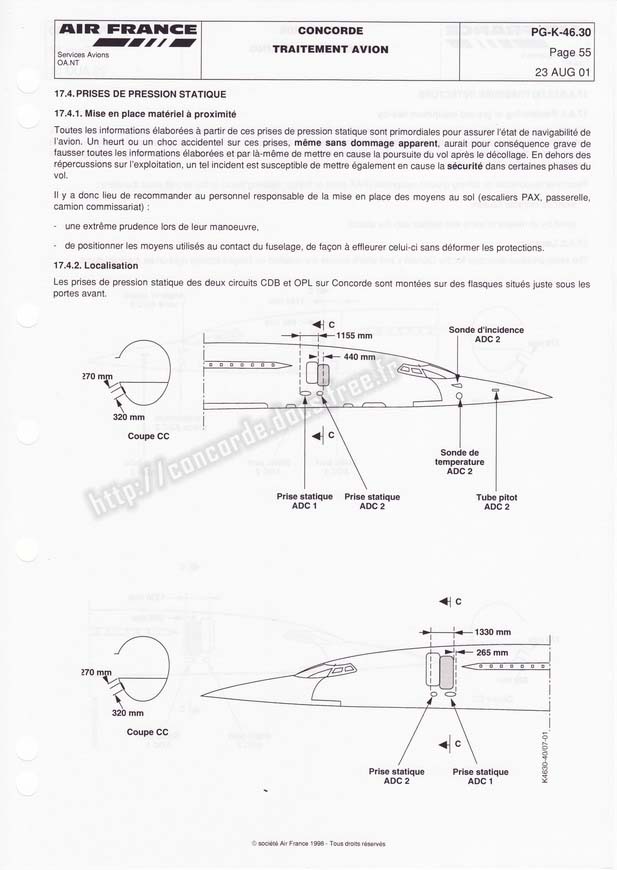 AIR FRANCE
Services Avions
OA.NT
CONCORDE
TRAITEMENT AVION
PG-K-46.30
Page 55
23 AUG 01
17.4. PRISES DE PRESSION STATIQUE
17.4.1. Mise en place matériel à proximité
Toutes les informations élaborées à partir de ces prises de pression statique sont primordiales pour assurer l'état de navigabilité de
l'avion. Un heurt ou un choc accidentel sur ces prises, même sans dommage apparent, aurait pour conséquence grave de
fausser toutes les informations élaborées et par là-même de mettre en cause la poursuite du vol après le décollage. En dehors des
répercussions sur l'exploitation, un tel incident est susceptible de mettre également en cause la sécurité dans certaines phases du
vol.
Il y a donc lieu de recommander au personnel responsable de la mise en place des moyens au sol (escaliers PAX, passerelle,
camion commissariat) :
- une extrême prudence lors de leur manoeuvre,
- de positionner les moyens utilisés au contact du fuselage, de façon à effleurer celui-ci sans déformer les protections.
17.4.2. Localisation
Les prises de pression statique des deux circuits CDB et OPL sur Concorde sont montées sur des flasques situés juste sous les
portes avant.
C
1155 mm
440 mm
Sonde d'incidence
ADC 2
270 mm
320 mm
Coupe CC
C
Sonde de
température
ADC 2
Prise statique
ADC 1
Prise statique
ADC 2
Tube pitot
ADC 2
http://concorde.docs.free.fr
C
1330 mm
265 mm
270 mm
320 mm
Coupe CC
C
Prise statique
ADC 2
Prise statique
ADC 1
K4630-40/07-01
© société Air France 1998 - Tous droits réservés